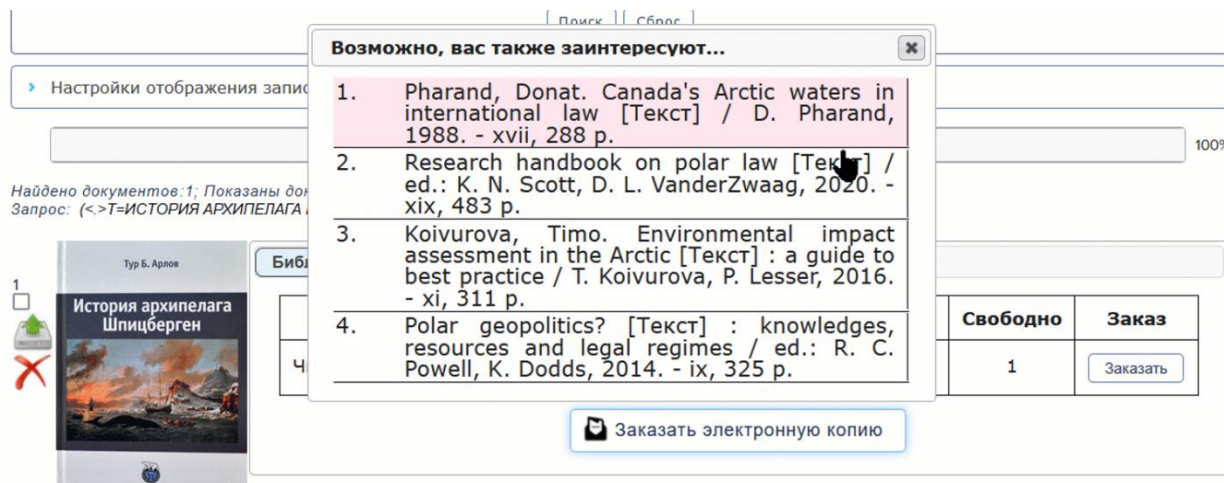 Поиск Сброс
Возможно, вас также заинтересуют...
Настройки отображения запис
1. Pharand, Donat. Canada's Arctic waters in
international law [Текст] / D. Pharand,
1988. - xvii, 288 p.
100%
2. Research handbook on polar law [Текст] /
ed.: K. N. Scott, D. L. VanderZwaag, 2020. -
xix, 483 p.
Найдено документов:1; Показаны док
Запрос: (<.>T=ИСТОРИЯ АРХИПЕЛАГА
3. Koivurova, Timo. Environmental impact
assessment in the Arctic [Текст] : a guide to
best practice / T. Koivurova, P. Lesser, 2016.
- xi, 311 p.
4. Polar geopolitics? [Текст] : knowledges,
resources and legal regimes / ed.: R. C.
Powell, K. Dodds, 2014. - ix, 325 p.
1
Тур Б. Арлов
История архипелага
Шпицберген
Библ
Свободно Заказ
1 Заказать
Заказать электронную копию